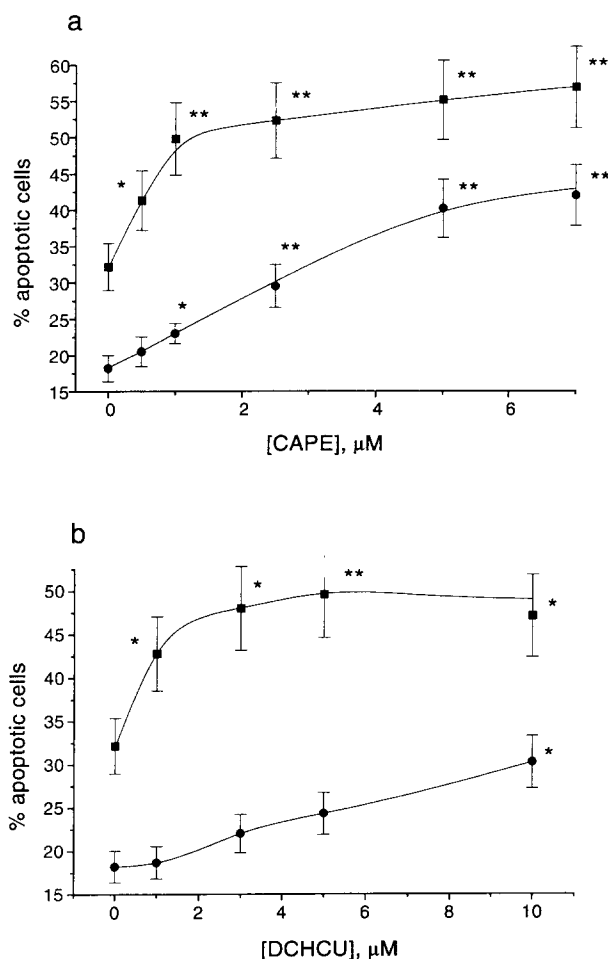 a
60
55
50
45
40
35
30
25
20
15
% apoptotic cells
* ** ** ** **
* ** ** **
0 2 4 6
[CAPE], μM
b
50
45
40
35
30
25
20
15
% apoptotic cells
* * ** *
*
0 2 4 6 8 10
[DCHCU], μM